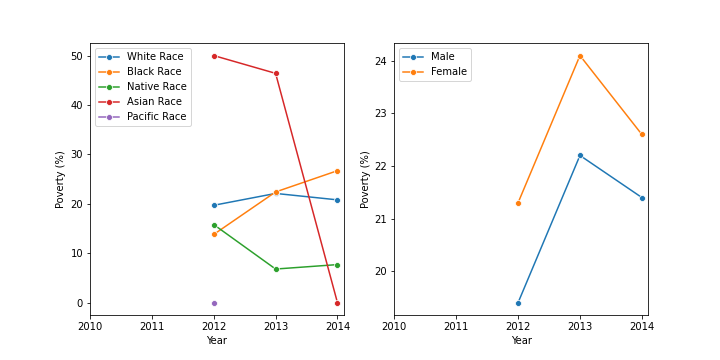 White Race
Black Race
Native Race
Asian Race
Pacific Race
50
40
30
20
10
0
Poverty (%)
2010 2011 2012 2013 2014
Year
Male
Female
24
23
22
21
20
Poverty (%)
2010 2011 2012 2013 2014
Year